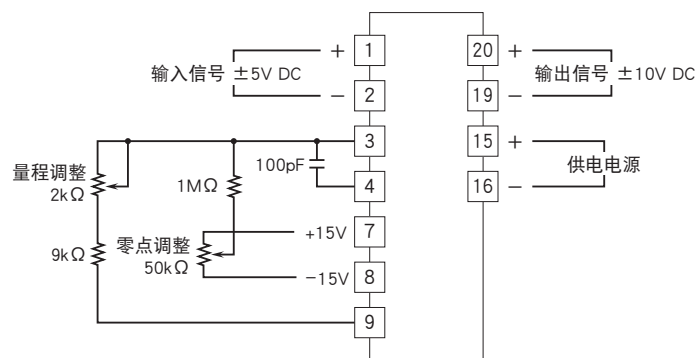 + 1
输入信号 ±5V DC
− 2
20 +
输出信号 ±10V DC
19 −
3
量程调整
2kΩ
100pF
1MΩ
4
15 +
供电电源
16 −
+15V 7
9kΩ
零点调整
50kΩ
−15V 8
9